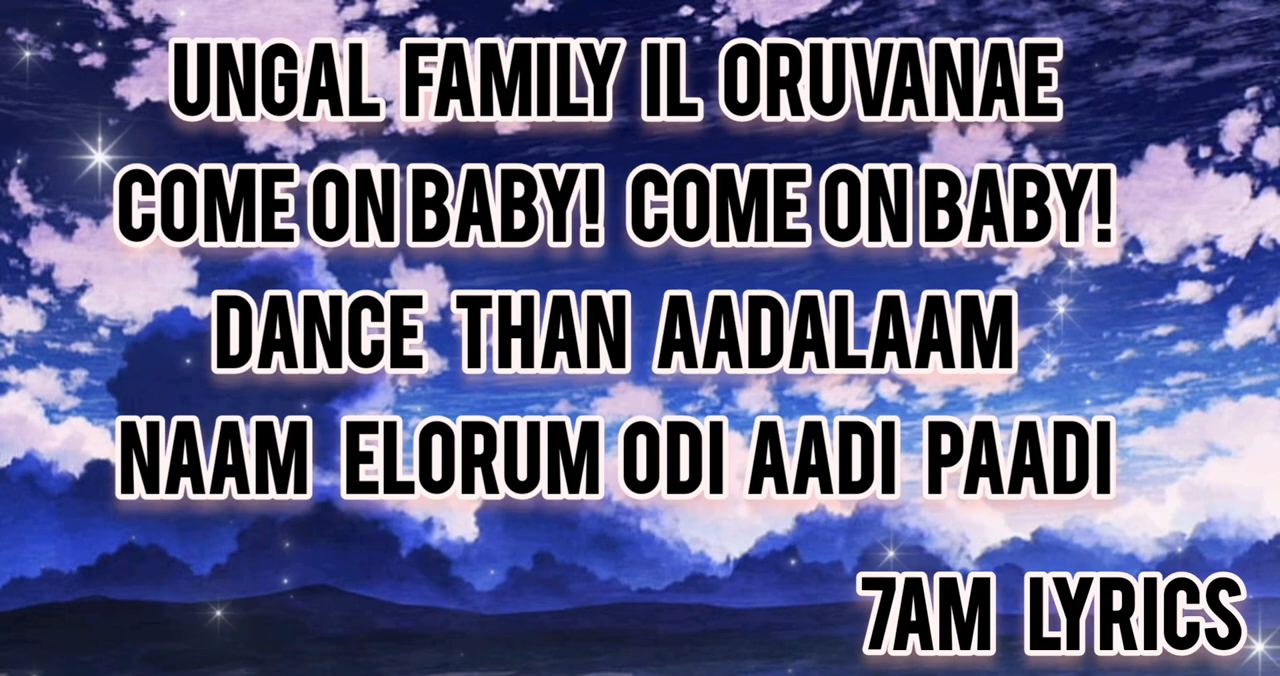 UNGAL FAMILY IL ORUVANAE
COME ON BABY! COME ON BABY!
DANCE THAN AADALAAM
NAAM ELORUM ODI AADI PAADI
7AM LYRICS